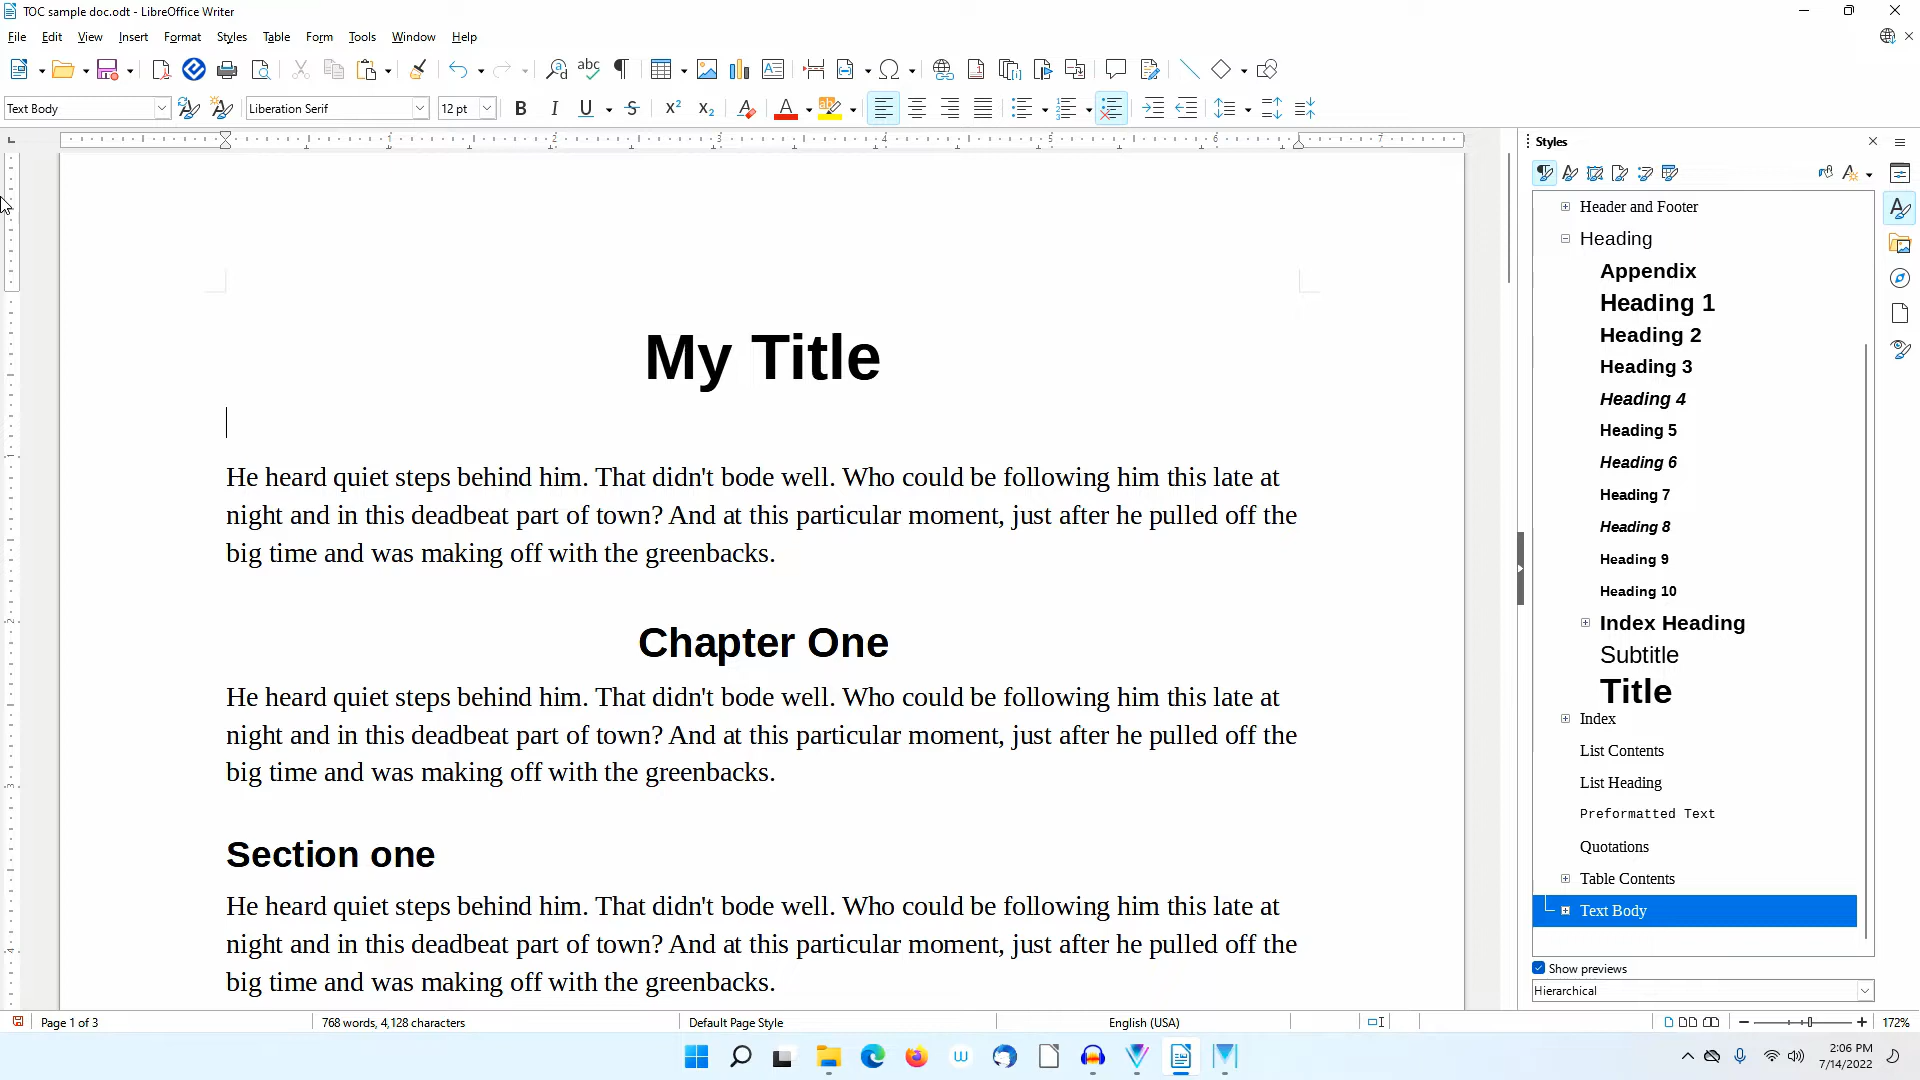 TOC sample doc.odt - LibreOffice Writer
File Edit View Insert Format Styles Table Form Tools Window Help
Text Body Liberation Serif 12 pt
1 2 3 4 5 6 7
Styles
Header and Footer
Heading
Appendix
Heading 1
Heading 2
Heading 3
Heading 4
Heading 5
Heading 6
Heading 7
Heading 8
Heading 9
Heading 10
Index Heading
Subtitle
Title
Index
List Contents
List Heading
Preformatted Text
Quotations
Table Contents
Text Body
Show previews
Hierarchical
My Title
He heard quiet steps behind him. That didn't bode well. Who could be following him this late at
night and in this deadbeat part of town? And at this particular moment, just after he pulled off the
big time and was making off with the greenbacks.
Chapter One
He heard quiet steps behind him. That didn't bode well. Who could be following him this late at
night and in this deadbeat part of town? And at this particular moment, just after he pulled off the
big time and was making off with the greenbacks.
Section one
He heard quiet steps behind him. That didn't bode well. Who could be following him this late at
night and in this deadbeat part of town? And at this particular moment, just after he pulled off the
big time and was making off with the greenbacks.
Page 1 of 3 768 words, 4,128 characters Default Page Style English (USA) 172%
2:06 PM
7/14/2022